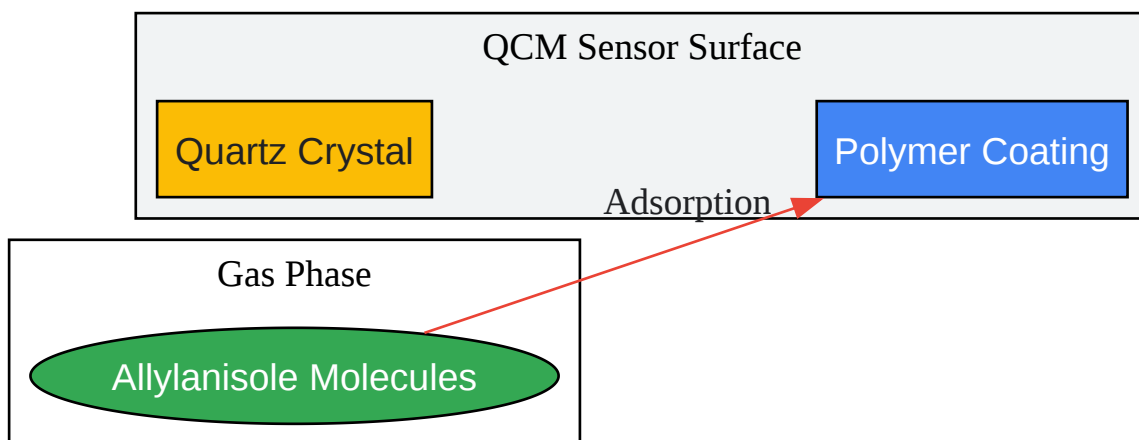 QCM Sensor Surface
Quartz Crystal
Polymer Coating
Adsorption
Gas Phase
Allylanisole Molecules